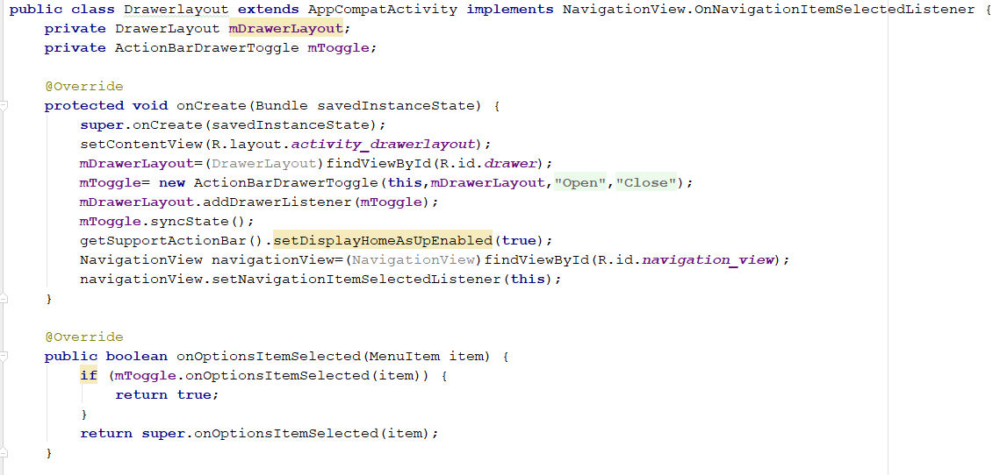 public class Drawerlayout extends AppCompatActivity implements NavigationView.OnNavigationItemSelectedListener {
    private DrawerLayout mDrawerLayout;
    private ActionBarDrawerToggle mToggle;

    @Override
    protected void onCreate(Bundle savedInstanceState) {
        super.onCreate(savedInstanceState);
        setContentView(R.layout.activity_drawerlayout);
        mDrawerLayout=(DrawerLayout)findViewById(R.id.drawer);
        mToggle= new ActionBarDrawerToggle(this,mDrawerLayout,"Open","Close");
        mDrawerLayout.addDrawerListener(mToggle);
        mToggle.syncState();
        getSupportActionBar().setDisplayHomeAsUpEnabled(true);
        NavigationView navigationView=(NavigationView)findViewById(R.id.navigation_view);
        navigationView.setNavigationItemSelectedListener(this);
    }

    @Override
    public boolean onOptionsItemSelected(MenuItem item) {
        if (mToggle.onOptionsItemSelected(item)) {
            return true;
        }
        return super.onOptionsItemSelected(item);
    }